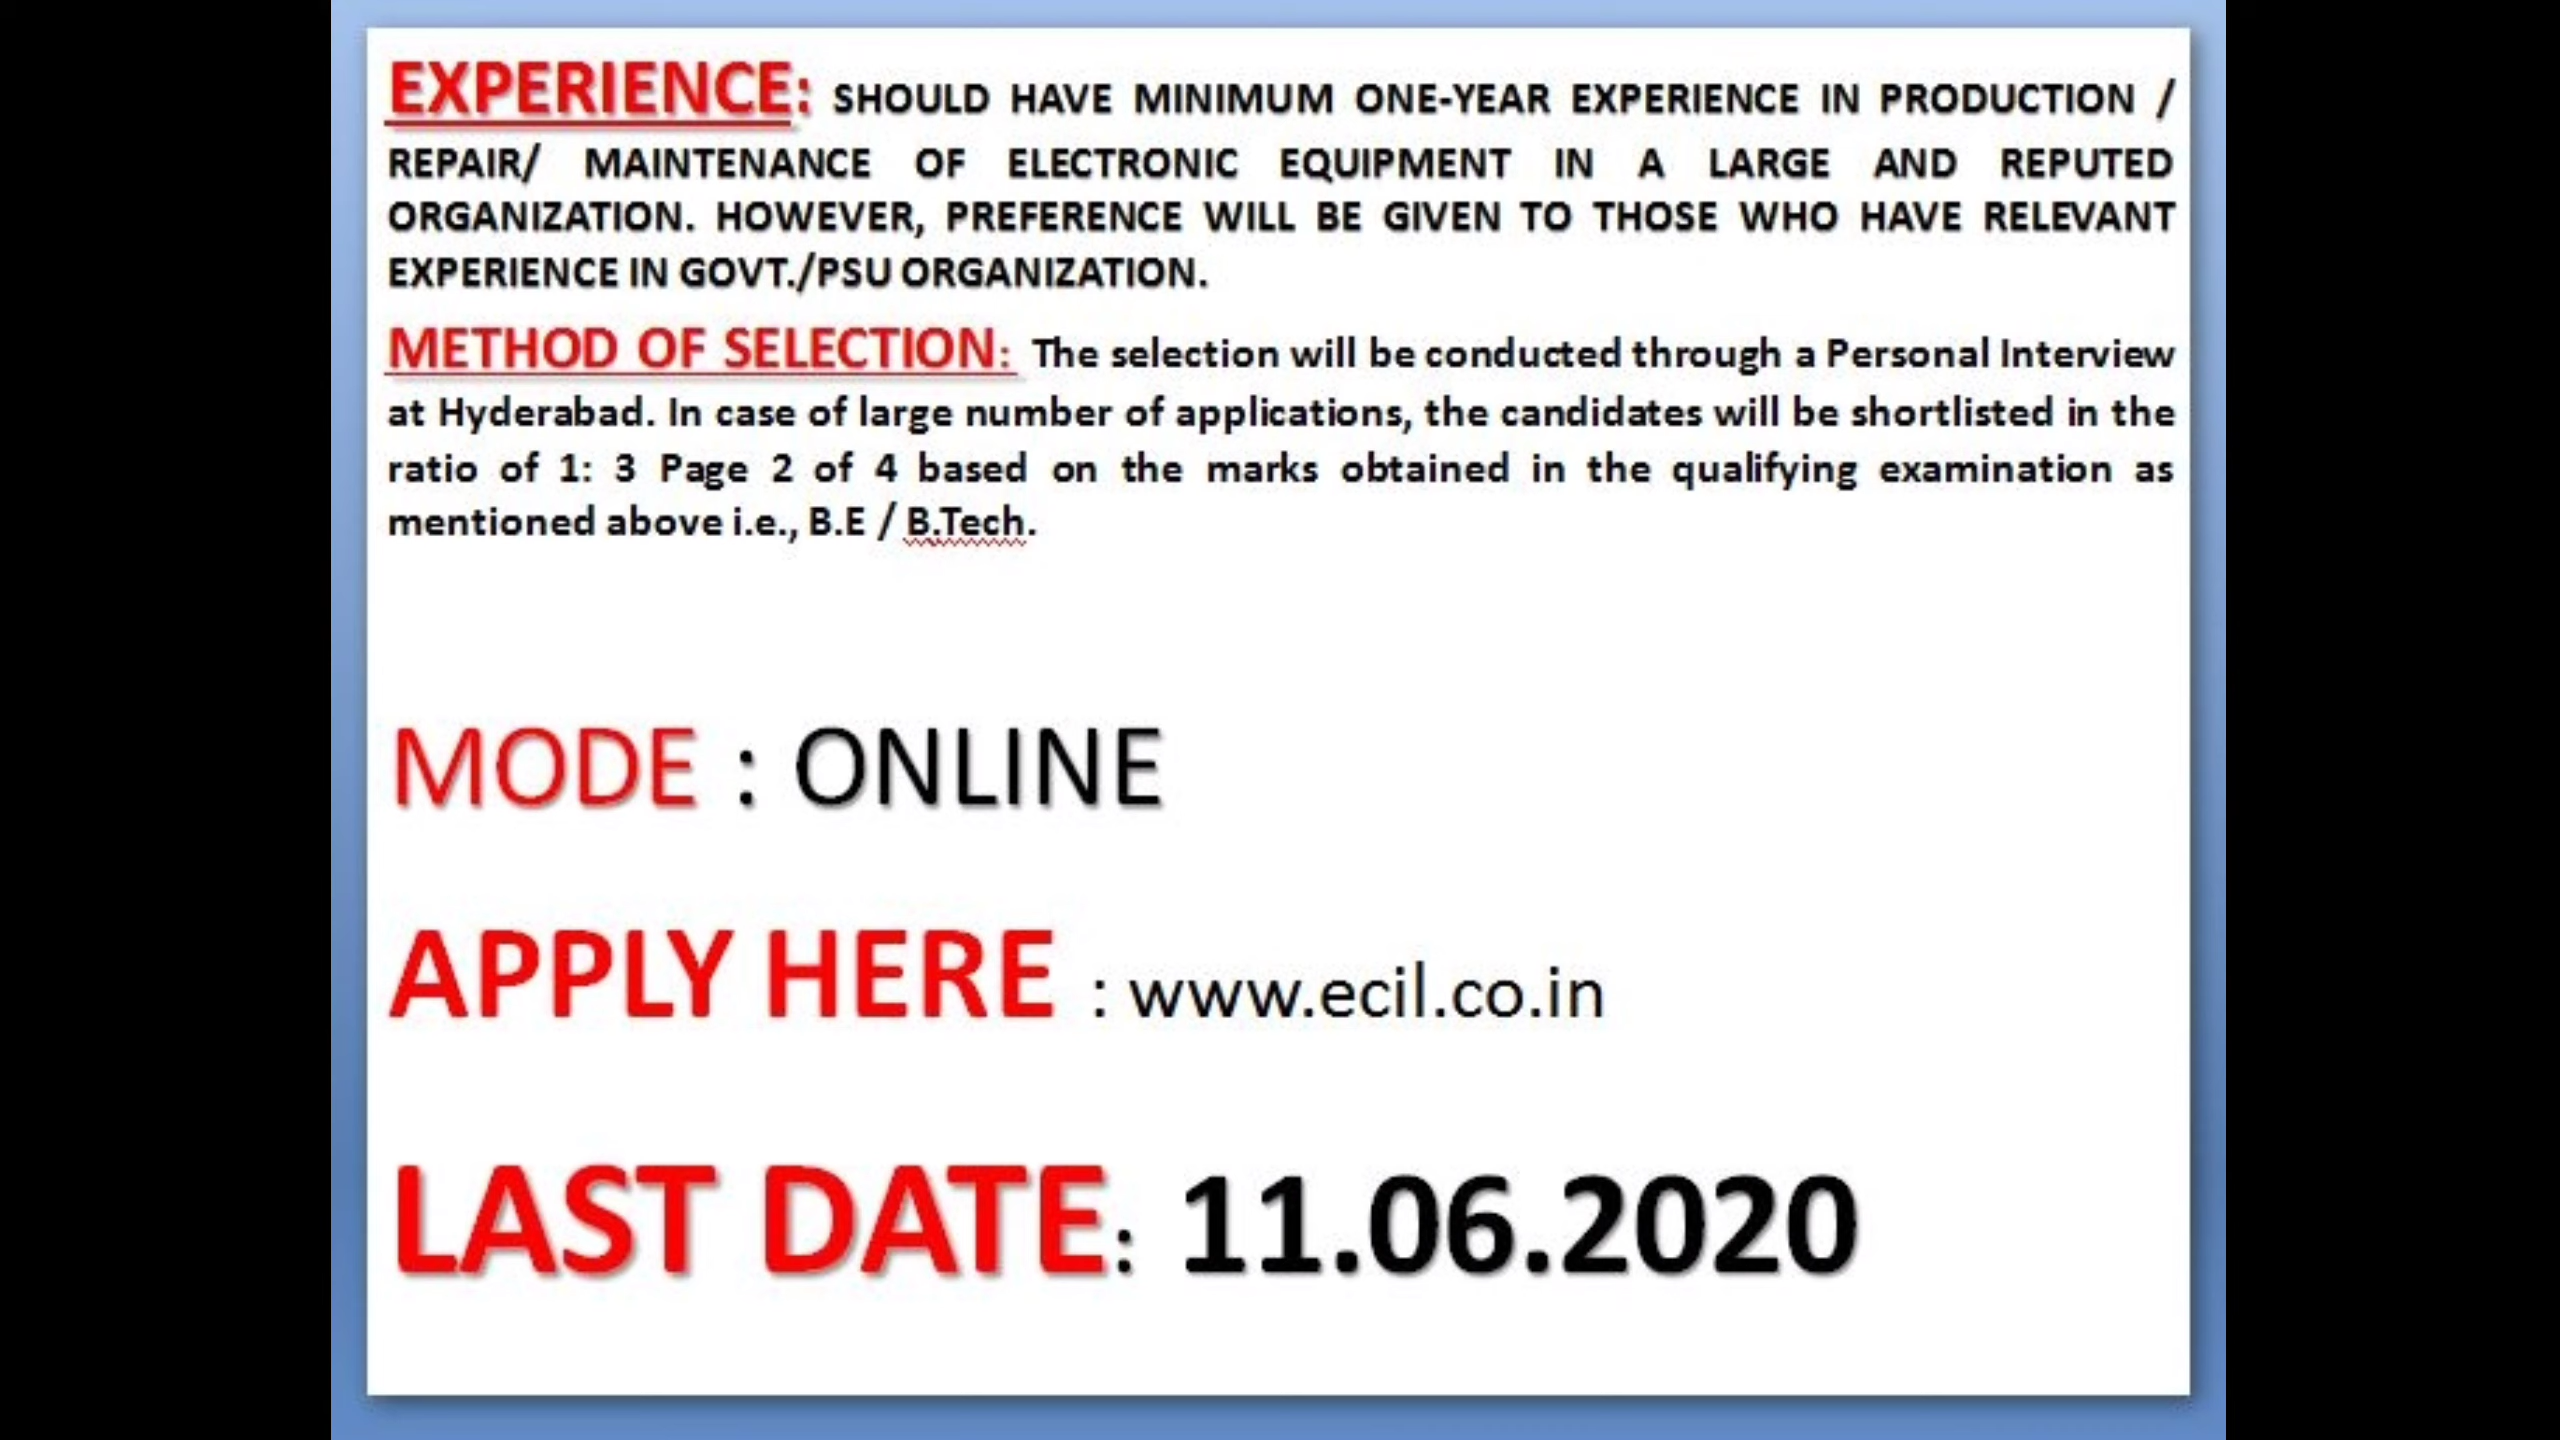 EXPERIENCE: SHOULD HAVE MINIMUM ONE-YEAR EXPERIENCE IN PRODUCTION /
REPAIR/ MAINTENANCE OF ELECTRONIC EQUIPMENT IN A LARGE AND REPUTED
ORGANIZATION. HOWEVER, PREFERENCE WILL BE GIVEN TO THOSE WHO HAVE RELEVANT
EXPERIENCE IN GOVT./PSU ORGANIZATION.
METHOD OF SELECTION: The selection will be conducted through a Personal Interview
at Hyderabad. In case of large number of applications, the candidates will be shortlisted in the
ratio of 1: 3 Page 2 of 4 based on the marks obtained in the qualifying examination as
mentioned above i.e., B.E / B.Tech.
MODE : ONLINE
APPLY HERE : www.ecil.co.in
LAST DATE: 11.06.2020